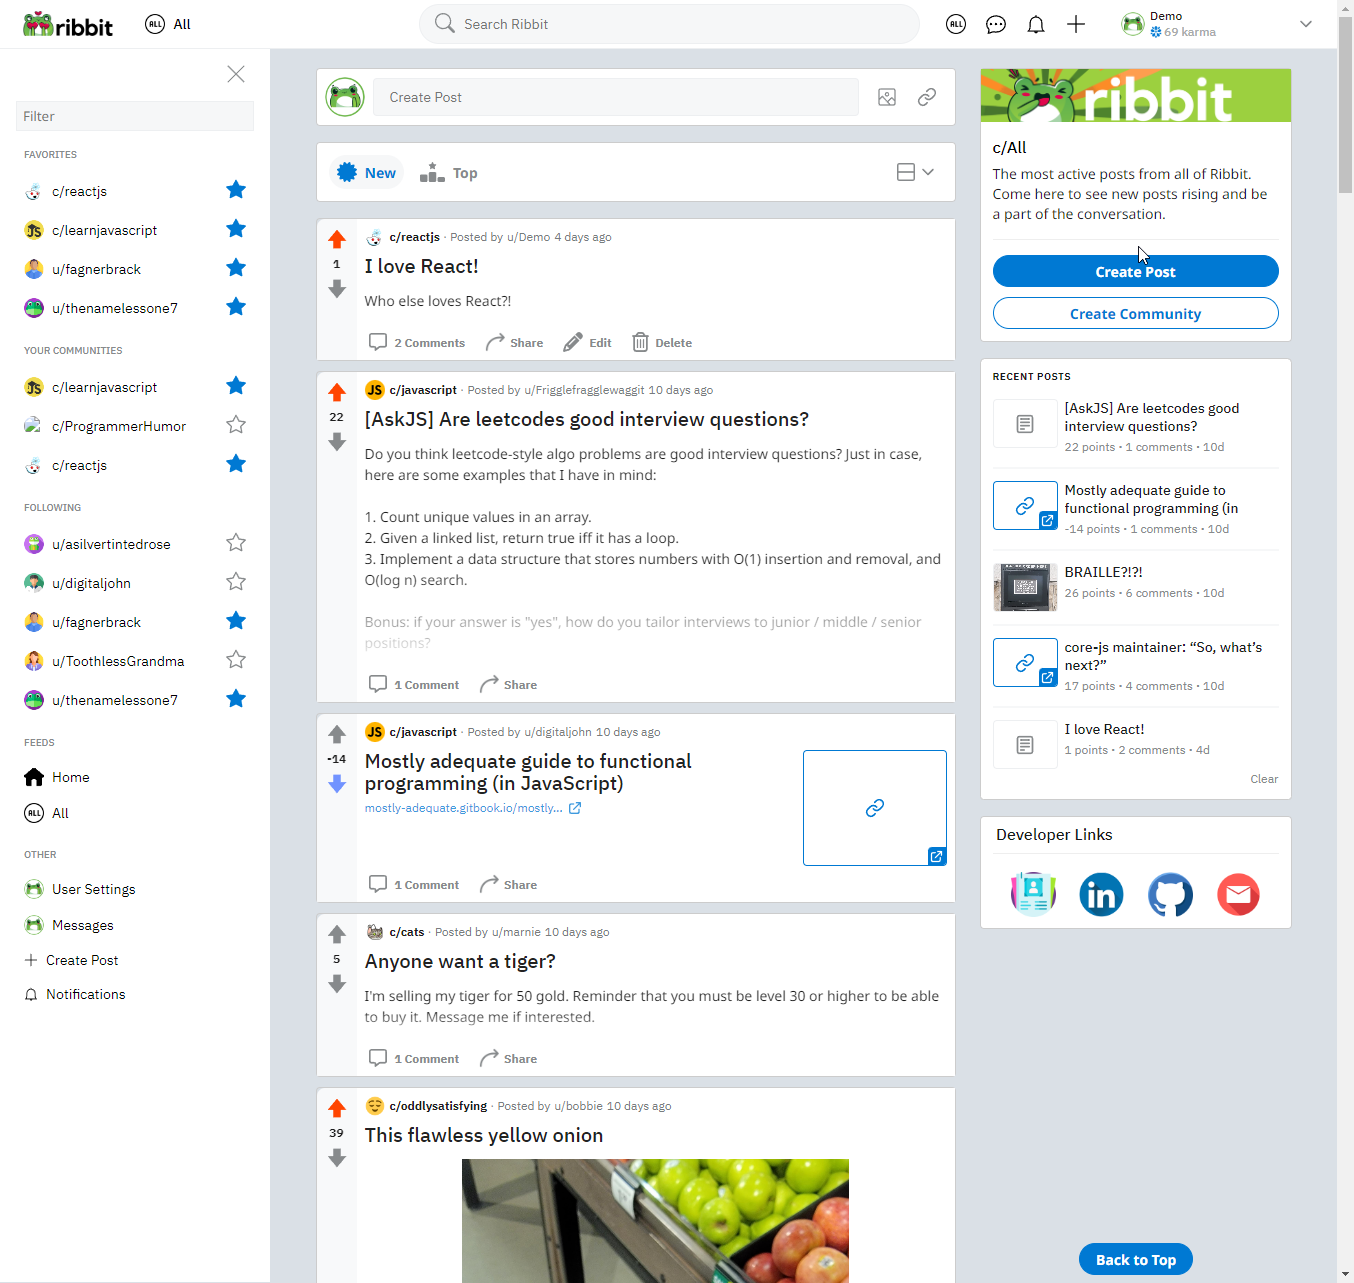 ribbit
ALL All
Search Ribbit
ALL
Demo
69 karma
Filter
FAVORITES
c/reactjs
c/learnjavascript
u/fagnerbrack
u/thenamelessone7
YOUR COMMUNITIES
c/learnjavascript
c/ProgrammerHumor
c/reactjs
FOLLOWING
u/asilvertintedrose
u/digitaljohn
u/fagnerbrack
u/ToothlessGrandma
u/thenamelessone7
FEEDS
Home
ALL All
OTHER
User Settings
Messages
Create Post
Notifications
Create Post
New
Top
1
c/reactjs · Posted by u/Demo 4 days ago
I love React!
Who else loves React?!
2 Comments Share Edit Delete
22
JS c/javascript · Posted by u/Frigglefragglewaggit 10 days ago
[AskJS] Are leetcodes good interview questions?
Do you think leetcode-style algo problems are good interview questions? Just in case,
here are some examples that I have in mind:
1. Count unique values in an array.
2. Given a linked list, return true iff it has a loop.
3. Implement a data structure that stores numbers with O(1) insertion and removal, and
O(log n) search.
Bonus: if your answer is "yes", how do you tailor interviews to junior / middle / senior
positions?
1 Comment Share
-14
JS c/javascript · Posted by u/digitaljohn 10 days ago
Mostly adequate guide to functional
programming (in JavaScript)
mostly-adequate.gitbook.io/mostly...
1 Comment Share
5
c/cats · Posted by u/marnie 10 days ago
Anyone want a tiger?
I'm selling my tiger for 50 gold. Reminder that you must be level 30 or higher to be able
to buy it. Message me if interested.
1 Comment Share
39
c/oddlysatisfying · Posted by u/bobbie 10 days ago
This flawless yellow onion
ribbit
c/All
The most active posts from all of Ribbit.
Come here to see new posts rising and be
a part of the conversation.
Create Post
Create Community
RECENT POSTS
[AskJS] Are leetcodes good
interview questions?
22 points • 1 comments • 10d
Mostly adequate guide to
functional programming (in
-14 points • 1 comments • 10d
BRAILLE?!?!
26 points • 6 comments • 10d
core-js maintainer: “So, what’s
next?”
17 points • 4 comments • 10d
I love React!
1 points • 2 comments • 4d
Clear
Developer Links
in
Back to Top